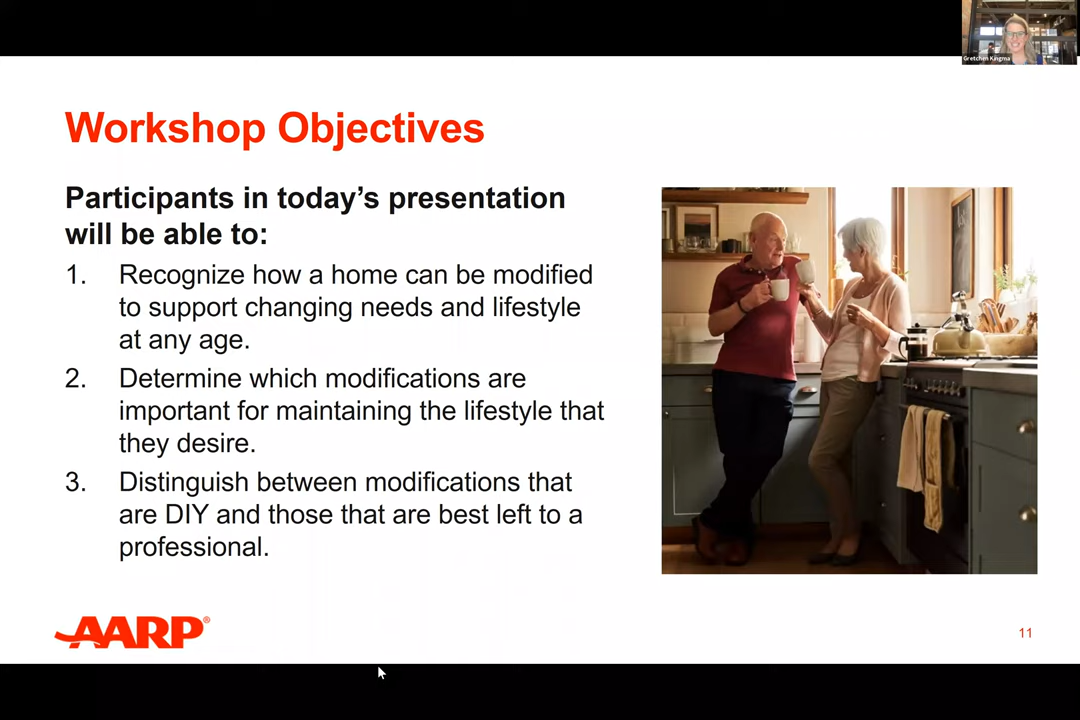 Gretchen Kingma
Workshop Objectives
Participants in today’s presentation
will be able to:
1. Recognize how a home can be modified
to support changing needs and lifestyle
at any age.
2. Determine which modifications are
important for maintaining the lifestyle that
they desire.
3. Distinguish between modifications that
are DIY and those that are best left to a
professional.
AARP®
11